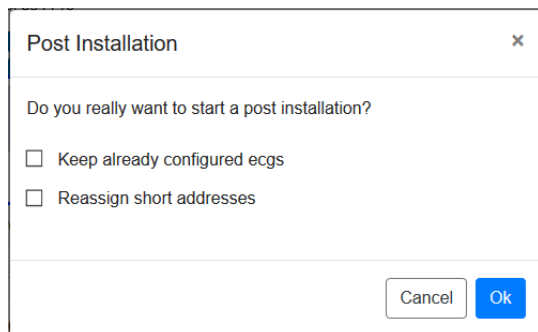 Post Installation ×
Do you really want to start a post installation?
Keep already configured ecgs
Reassign short addresses
Cancel Ok